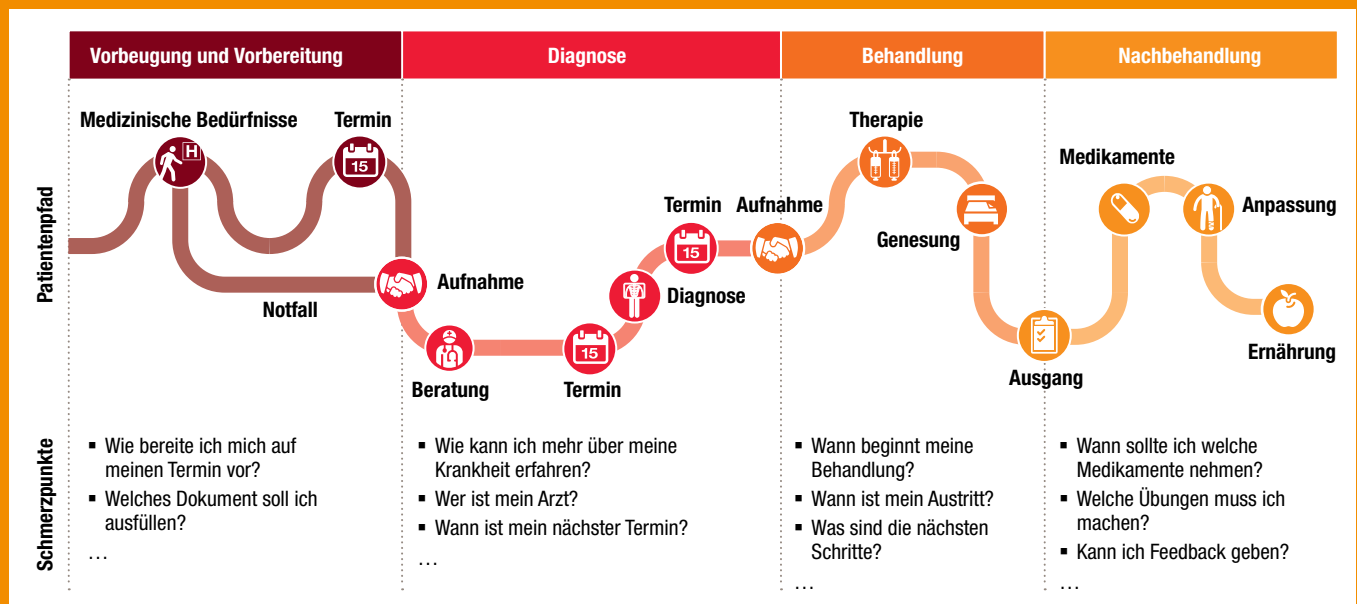 Vorbeugung und Vorbereitung
Diagnose
Behandlung
Nachbehandlung
Patientenpfad
Medizinische Bedürfnisse
H
Termin
15
Notfall
Aufnahme
Beratung
15
Termin
Diagnose
Termin
15
Aufnahme
Therapie
Genesung
Ausgang
Medikamente
Anpassung
Ernährung
Schmerzpunkte
▪ Wie bereite ich mich auf
meinen Termin vor?
▪ Welches Dokument soll ich
ausfüllen?
…
▪ Wie kann ich mehr über meine
Krankheit erfahren?
▪ Wer ist mein Arzt?
▪ Wann ist mein nächster Termin?
…
▪ Wann beginnt meine
Behandlung?
▪ Wann ist mein Austritt?
▪ Was sind die nächsten
Schritte?
…
▪ Wann sollte ich welche
Medikamente nehmen?
▪ Welche Übungen muss ich
machen?
▪ Kann ich Feedback geben?
…